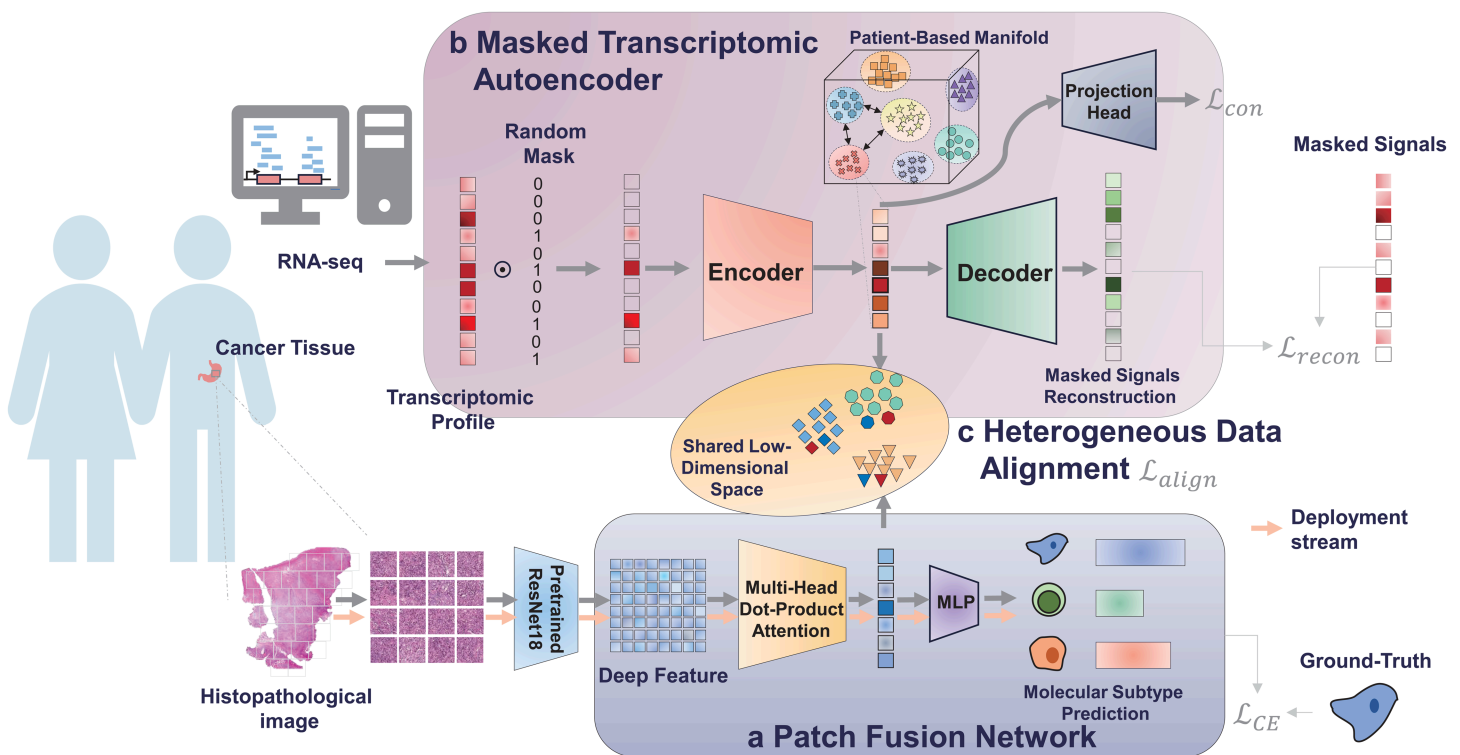 b Masked Transcriptomic
Autoencoder
Patient-Based Manifold
Projection
Head
ℒcon
Random
Mask
Masked Signals
0
0
0
1
0
1
0
0
1
0
1
⊙
RNA-seq
Encoder
Decoder
Cancer Tissue
ℒrecon
Transcriptomic
Profile
Masked Signals
Reconstruction
Shared Low-
Dimensional
Space
c Heterogeneous Data
Alignment ℒalign
Deployment
stream
Pretrained
ResNet18
Multi-Head
Dot-Product
Attention
MLP
Deep Feature
Histopathological
image
Molecular Subtype
Prediction
Ground-Truth
ℒCE
a Patch Fusion Network